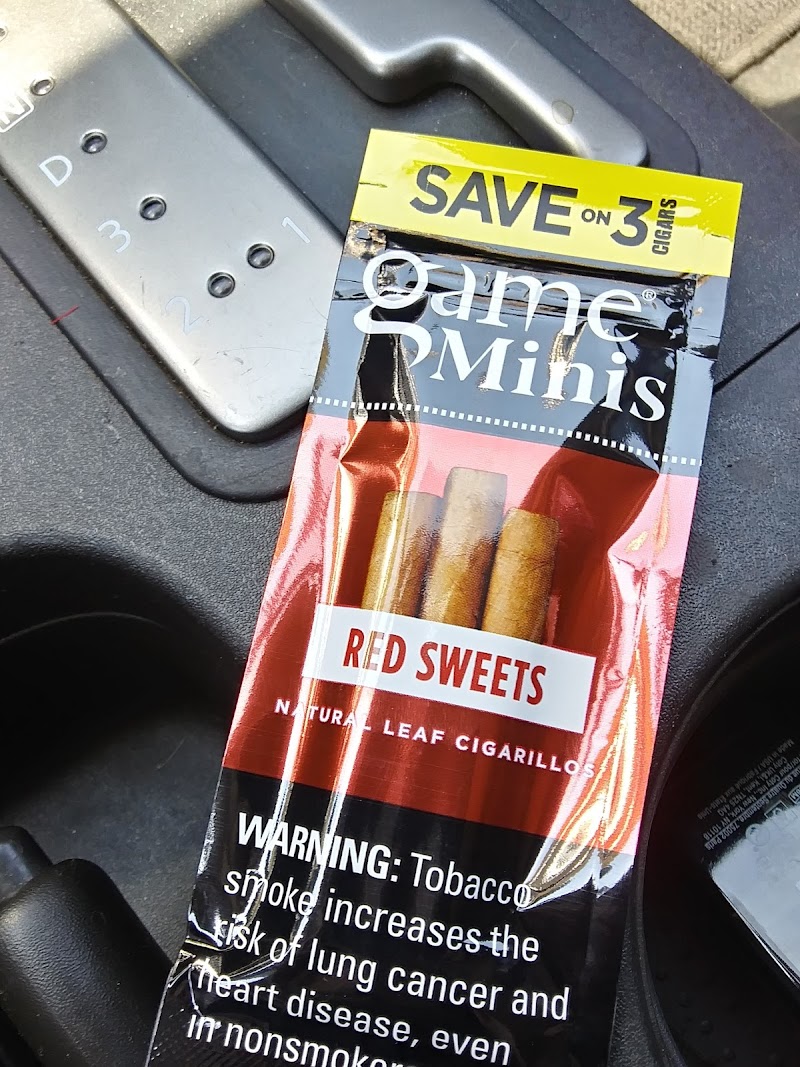 N
D
3
2
1
SAVE ON 3 CIGARS
game®
Minis
RED SWEETS
NATURAL LEAF CIGARILLOS
WARNING: Tobacco
smoke increases the
risk of lung cancer and
heart disease, even
in nonsmokers